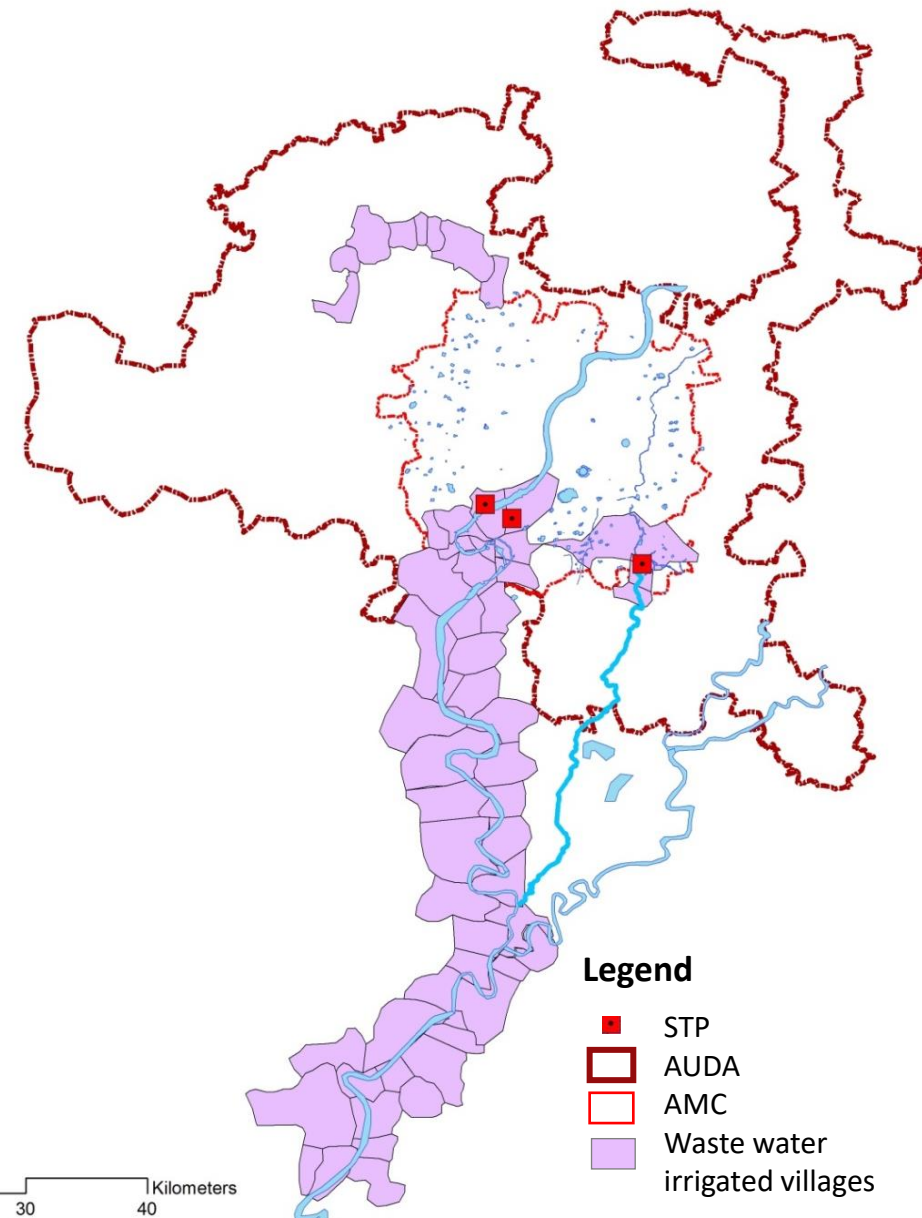 Legend
STP
AUDA
AMC
Waste water
irrigated villages
Kilometers
30 40